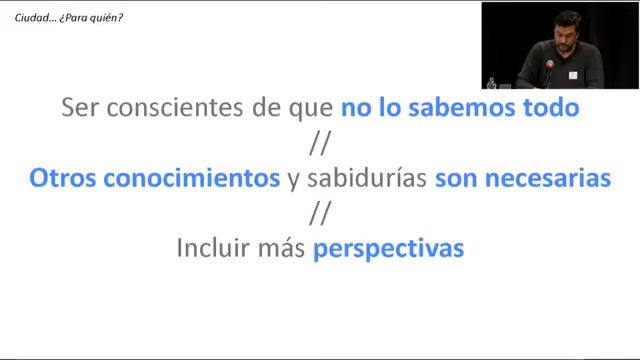 Ciudad... ¿Para quién?
Ser conscientes de que no lo sabemos todo
//
Otros conocimientos y sabidurías son necesarias
//
Incluir más perspectivas